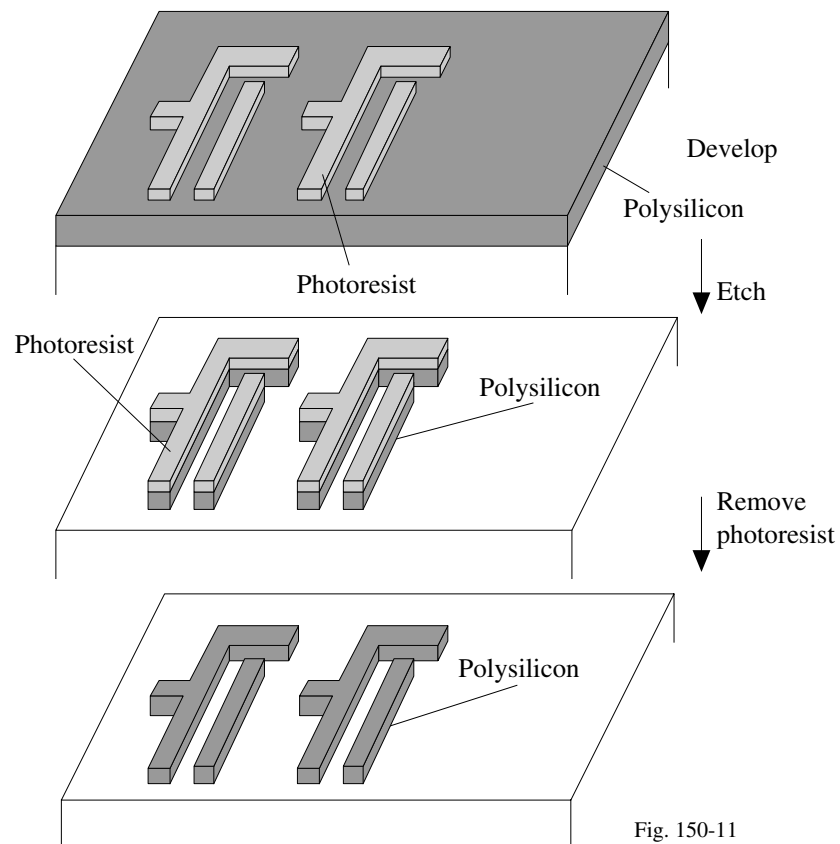 Develop
Polysilicon
Photoresist
Etch
Photoresist
Polysilicon
Remove
photoresist
Polysilicon
Fig. 150-11